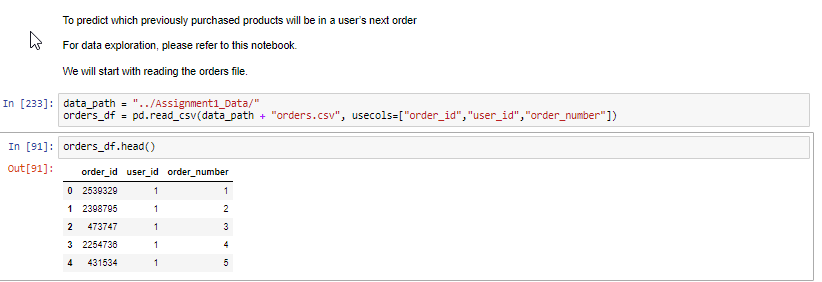 To predict which previously purchased products will be in a user's next order
For data exploration, please refer to this notebook.
We will start with reading the orders file.
In [233]: data_path = "../Assignment1_Data/"
orders_df = pd.read_csv(data_path + "orders.csv", usecols=["order_id","user_id","order_number"])
In [91]: orders_df.head()
Out[91]:
order_id user_id order_number
0 2539329 1 1
1 2398795 1 2
2 473747 1 3
3 2254736 1 4
4 431534 1 5